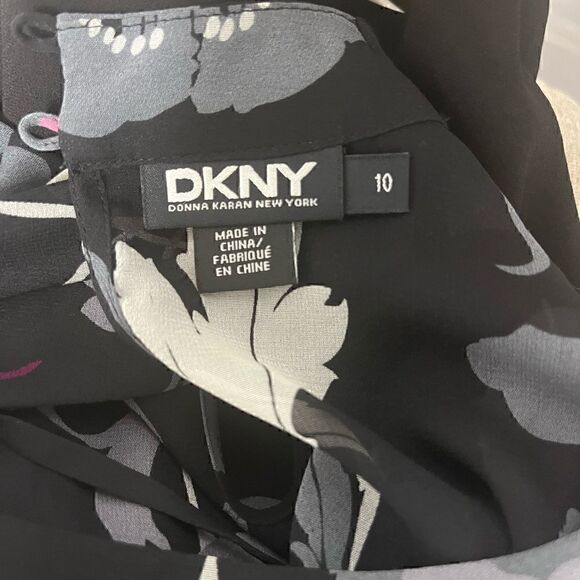 DKNY
DONNA KARAN NEW YORK
10
MADE IN
CHINA/
FABRIQUÉ
EN CHINE